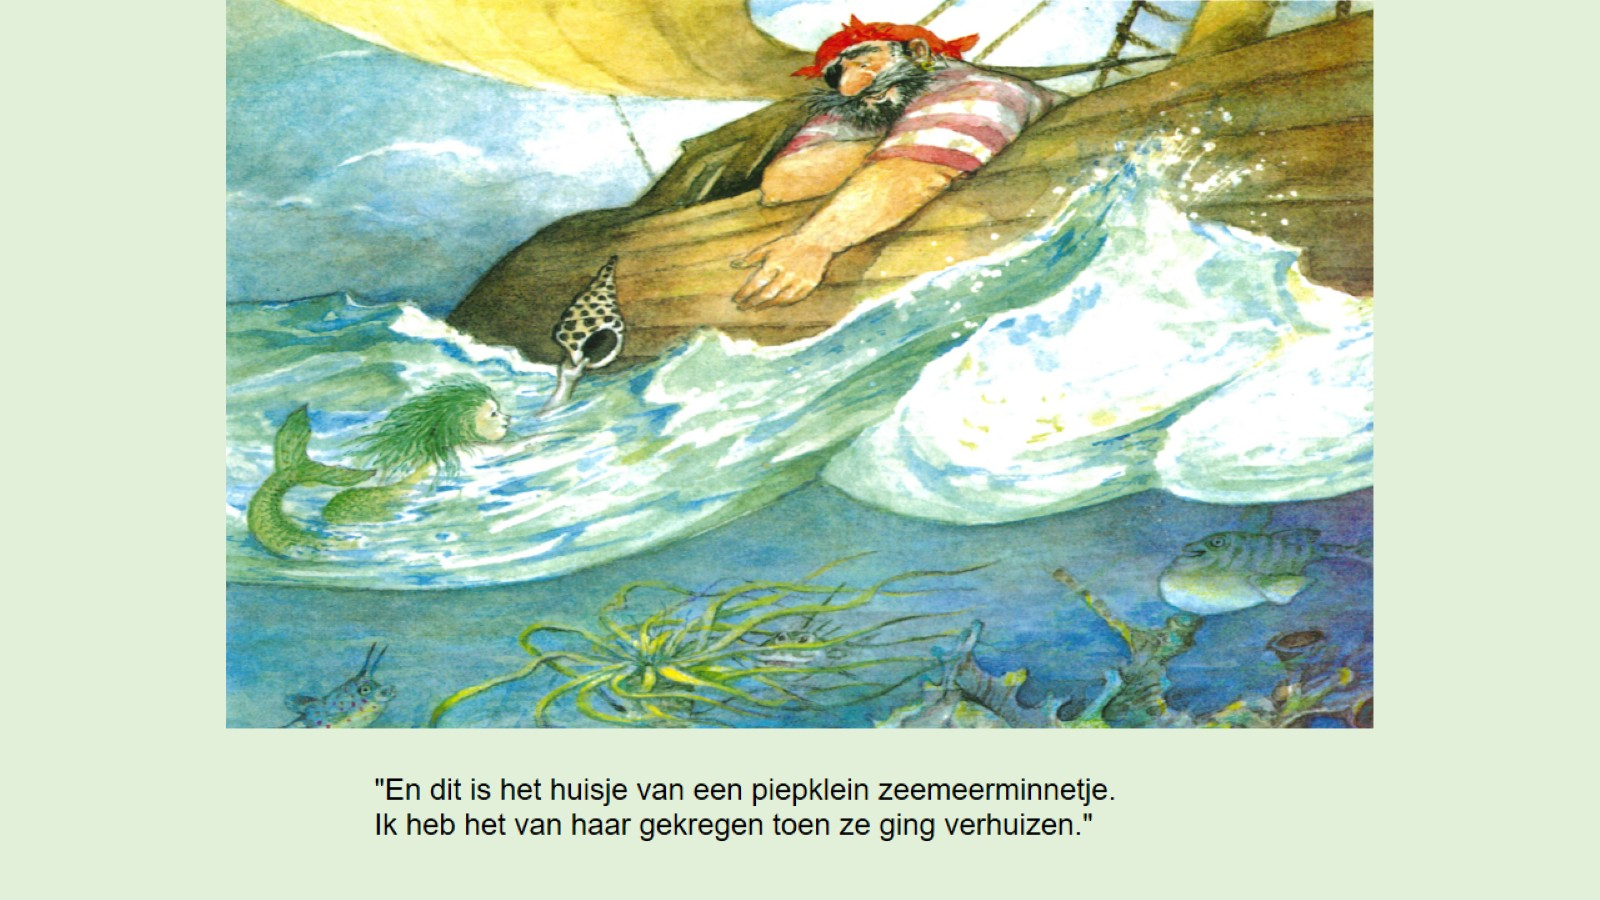 "En dit is het huisje van een piepklein zeemeerminnetje.
Ik heb het van haar gekregen toen ze ging verhuizen."